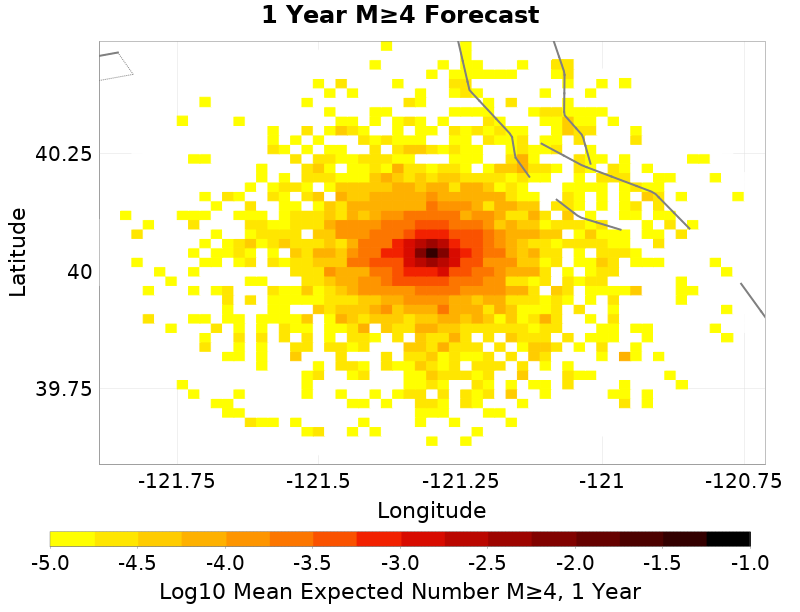 1 Year M≥4 Forecast
40.25
40
39.75
Latitude
-121.75 -121.5 -121.25 -121 -120.75
Longitude
-5.0 -4.5 -4.0 -3.5 -3.0 -2.5 -2.0 -1.5 -1.0
Log10 Mean Expected Number M≥4, 1 Year